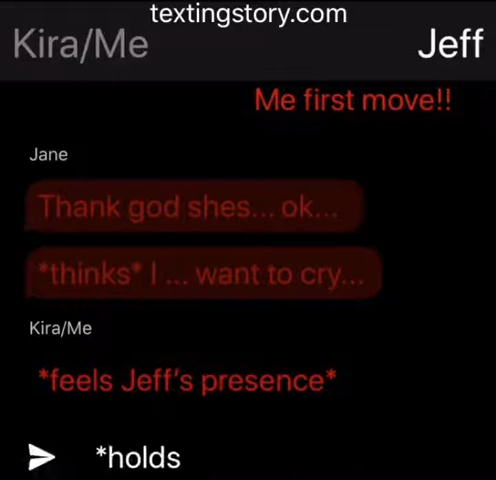 textingstory.com
Kira/Me
Jeff
Me first move!!
Jane
Thank god shes... ok...
*thinks* I ... want to cry...
Kira/Me
*feels Jeff's presence*
*holds